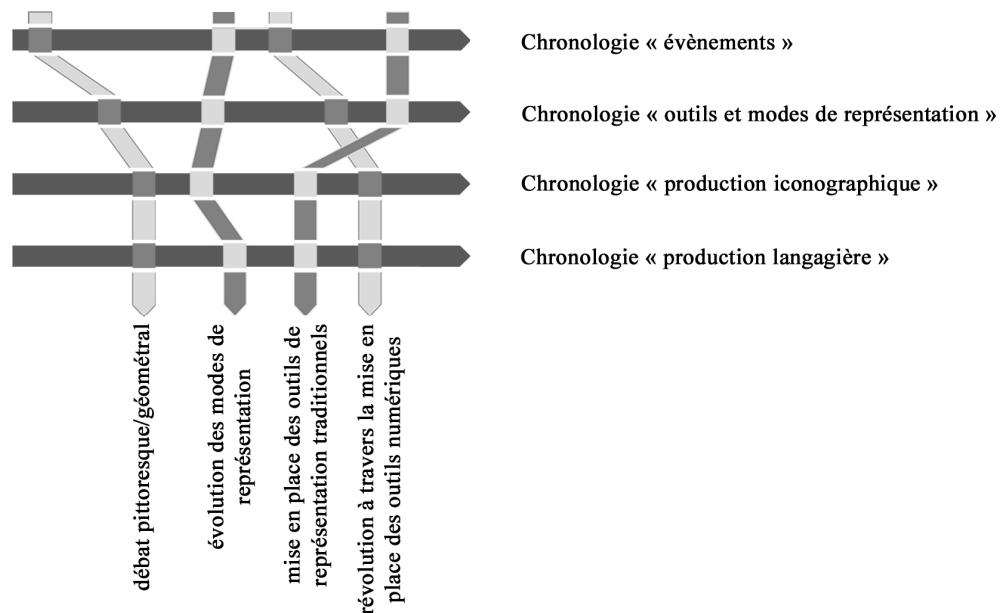 Chronologie « évènements »
Chronologie « outils et modes de représentation »
Chronologie « production iconographique »
Chronologie « production langagière »
débat pittoresque/géométral
évolution des modes de
représentation
mise en place des outils de
représentation traditionnels
révolution à travers la mise en
place des outils numériques